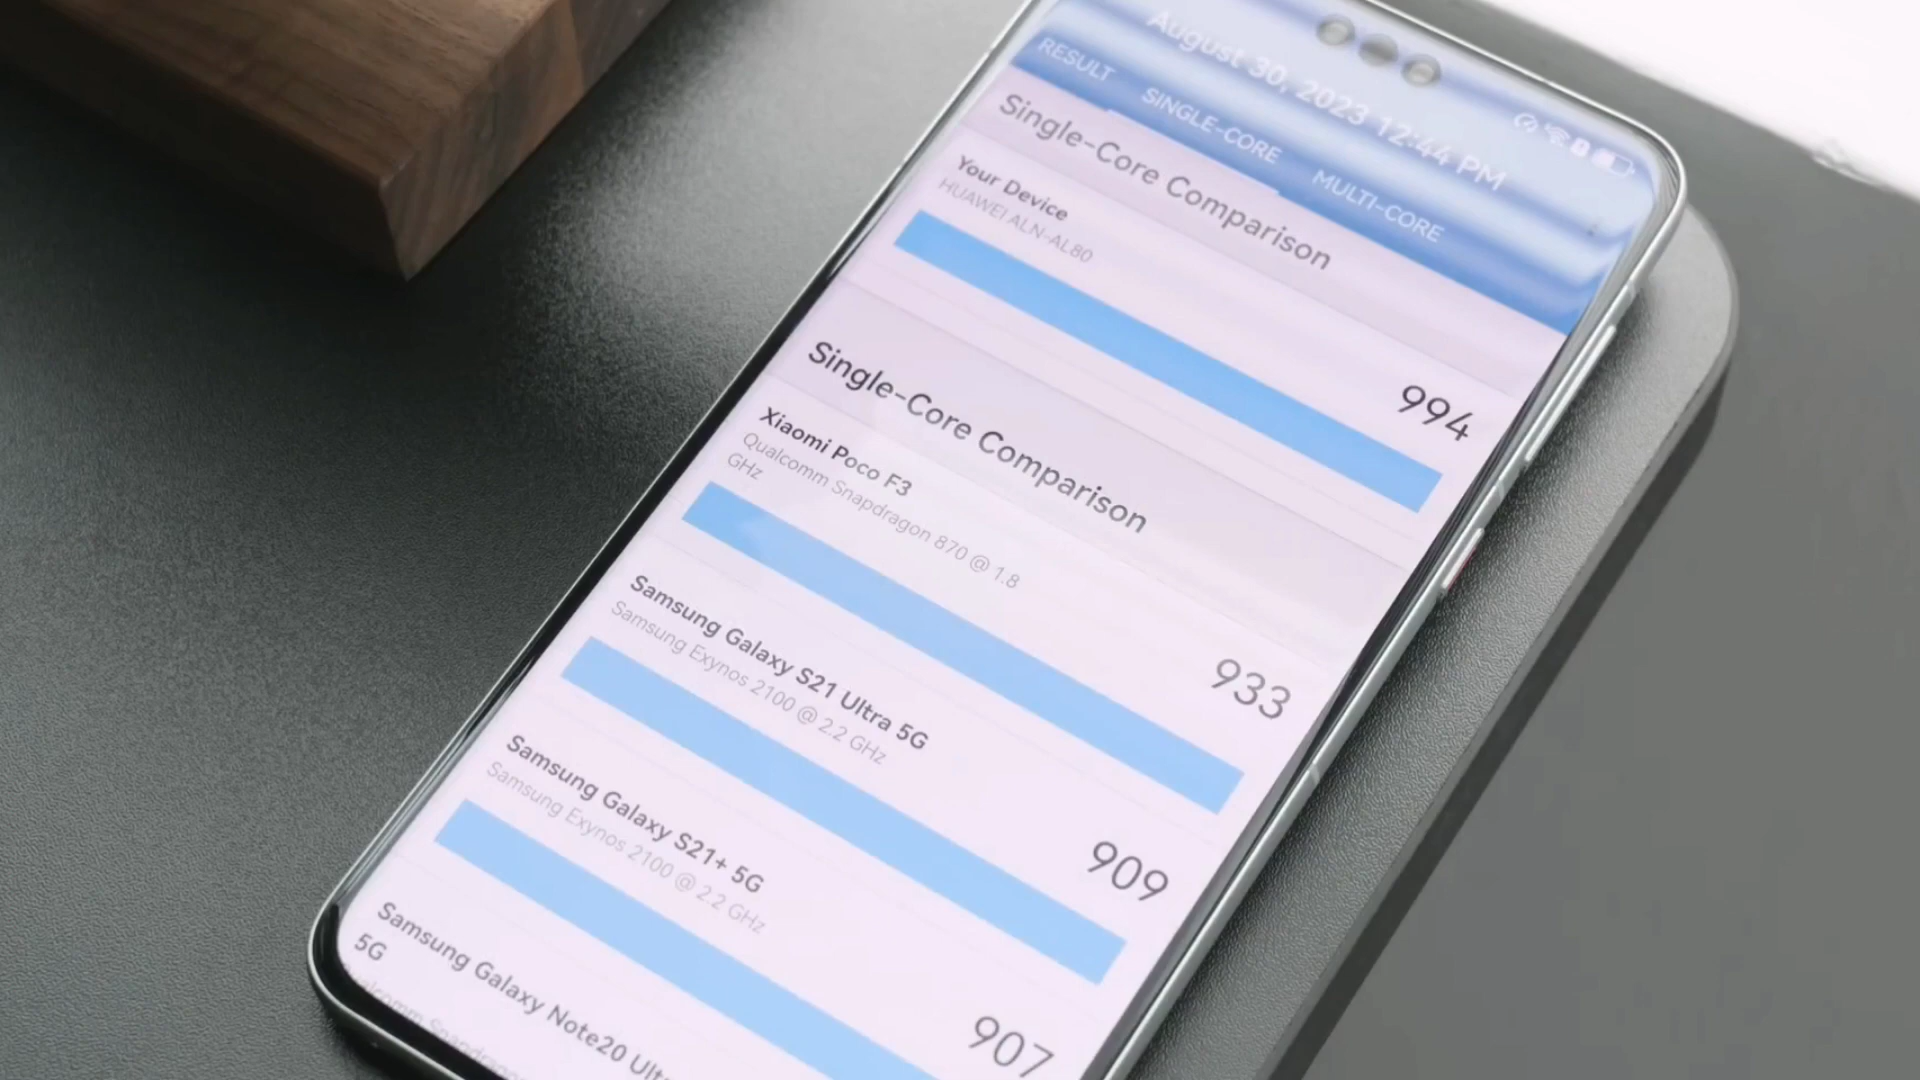 August 30, 2023 12:44 PM
RESULT
SINGLE-CORE
MULTI-CORE
Single-Core Comparison
Your Device
HUAWEI ALN-AL80
994
Single-Core Comparison
Xiaomi Poco F3
Qualcomm Snapdragon 870 @ 1.8
GHz
933
Samsung Galaxy S21 Ultra 5G
Samsung Exynos 2100 @ 2.2 GHz
909
Samsung Galaxy S21+ 5G
Samsung Exynos 2100 @ 2.2 GHz
907
Samsung Galaxy Note20
5G